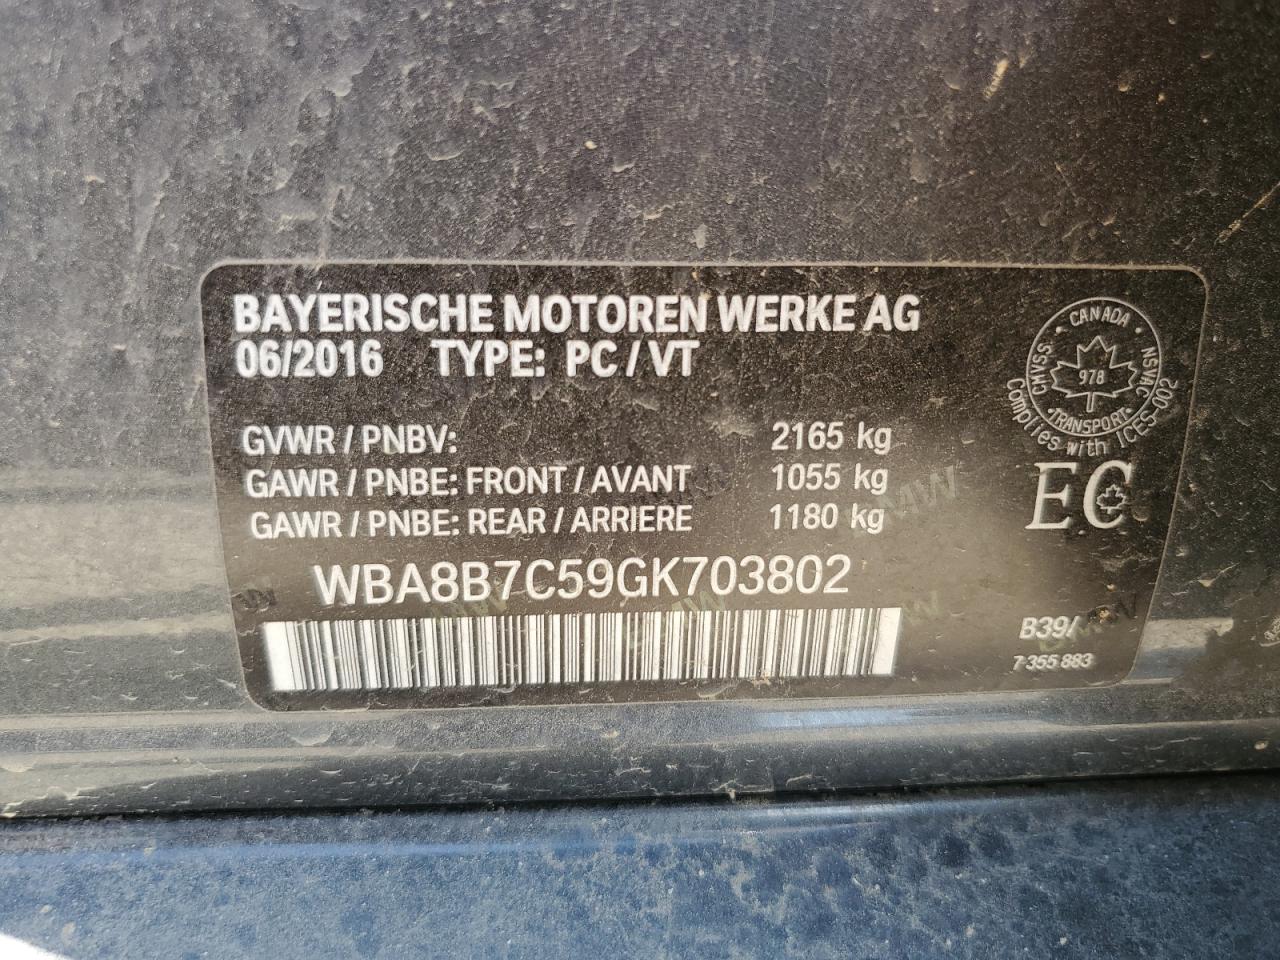 BAYERISCHE MOTOREN WERKE AG
06/2016 TYPE: PC / VT
GVWR / PNBV: 2165 kg
GAWR / PNBE: FRONT / AVANT 1055 kg
GAWR / PNBE: REAR / ARRIERE 1180 kg
WBA8B7C59GK703802
CANADA
CMVSS NSVAC
978
TRANSPORT
Complies with ICES-002
EC
B39/
7 355 883
BMW